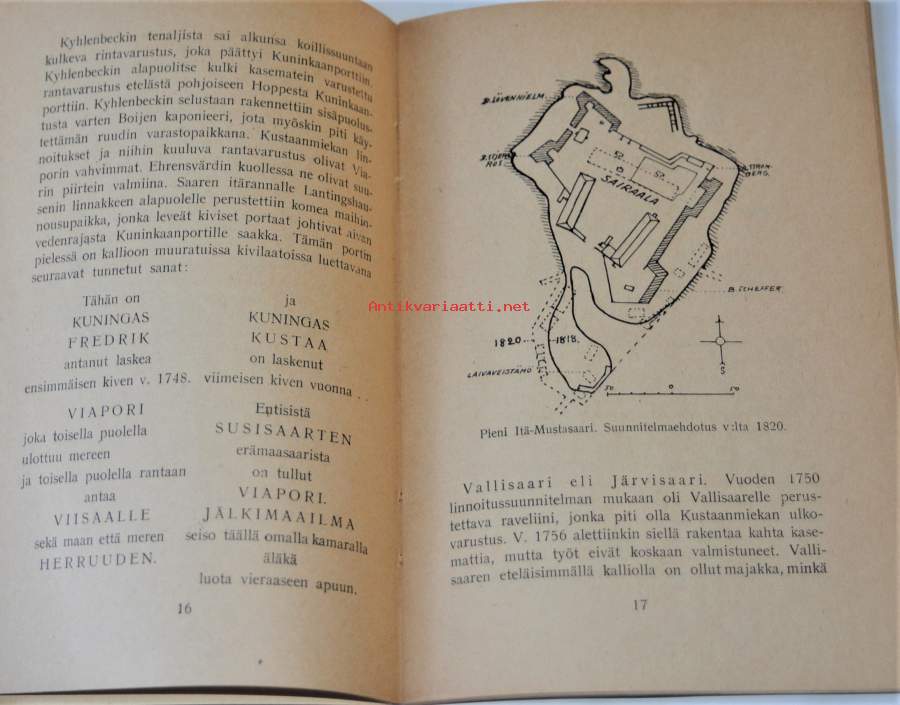 Kyhlenbeckin tenaljista sai alkunsa koillissuuntaan
kulkeva rintavarustus, joka päättyi Kuninkaanporttiin.
Kyhlenbeckin alapuolitse kulki kasematein varustettu
rantavarustus etelästä pohjoiseen Hoppesta Kuninkaan-
porttiin. Kyhlenbeckin selustaan rakennettiin sisäpuolus-
tusta varten Boijen kaponieeri, jota myöskin piti käy-
tettämän ruudin varastopaikkana. Kustaanmiekan lin-
noitukset ja niihin kuuluva rantavarustus olivat Via-
porin vahvimmat. Ehrensvärdin kuollessa ne olivat suu-
rin piirtein valmiina. Saaren itärannalle Lantingshau-
senin linnakkeen alapuolelle perustettiin komea maihin-
nousupaikka, jonka leveät kiviset portaat johtivat aivan
vedenrajasta Kuninkaanportille saakka. Tämän portin
pielessä on kallioon muuratuissa kivilaatoissa luettavana
seuraavat tunnetut sanat:
Tähän on
KUNINGAS
FREDRIK
antanut laskea
ensimmäisen kiven v. 1748.
ja
KUNINGAS
KUSTAA
on laskenut
viimeisen kiven vuonna . .
VIAPORI
joka toisella puolella
ulottuu mereen
ja toisella puolella rantaan
antaa
VIISAALLE
sekä maan että meren
HERRUUDEN.
Entisistä
SUSISAARTEN
erämaasaarista
o:n tullut
VIAPORI.
JÄLKIMAAILMA
seiso täällä omalla kamaralla
äläkä
luota vieraaseen apuun.
16
B. LÖVENHIELM
SAIRAALA
B. SCHEFFER
1820
1818
LAIVAVEISTÄMÖ
S
50
0
50
Antikvariaatti.net
Pieni Itä-Mustasaari. Suunnitelmaehdotus v:lta 1820.
Vallisaari eli Järvisaari. Vuoden 1750
linnoitussuunnitelman mukaan oli Vallisaarelle perus-
tettava raveliini, jonka piti olla Kustaanmiekan ulko-
varustus. V. 1756 alettiinkin siellä rakentaa kahta kase-
mattia, mutta työt eivät koskaan valmistuneet. Valli-
saaren eteläisimmällä kalliolla on ollut majakka, minkä
17